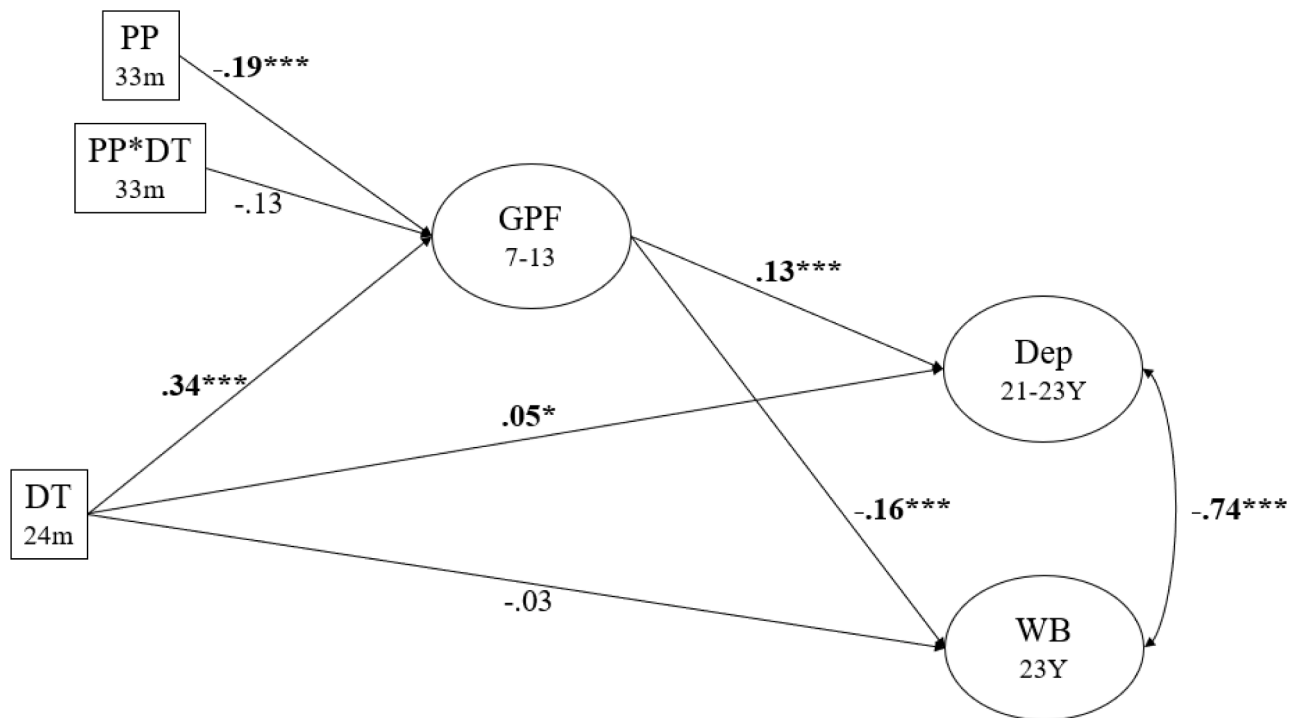 PP
33m
-.19***
PP*DT
33m
-.13
GPF
7-13
.13***
Dep
21-23Y
.34***
.05*
DT
24m
-.16***
-.74***
-.03
WB
23Y